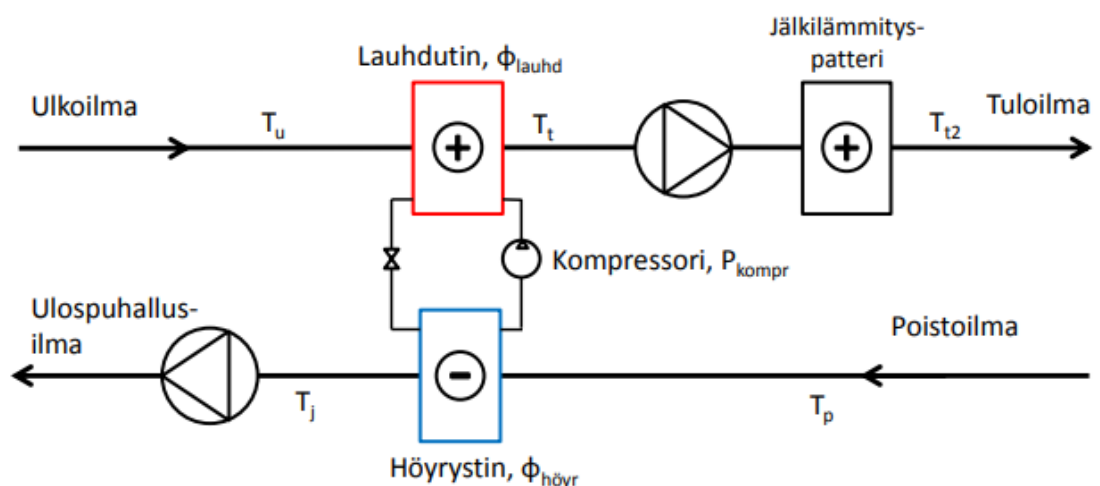 Jälkilämmitys-
patteri
Lauhdutin, ϕlauhd
Ulkoilma
Tu
Tt
Tt2
Tuloilma
Kompressori, Pkompr
Ulospuhallus-
ilma
Poistoilma
Tj
Tp
Höyrystin, ϕhöyr